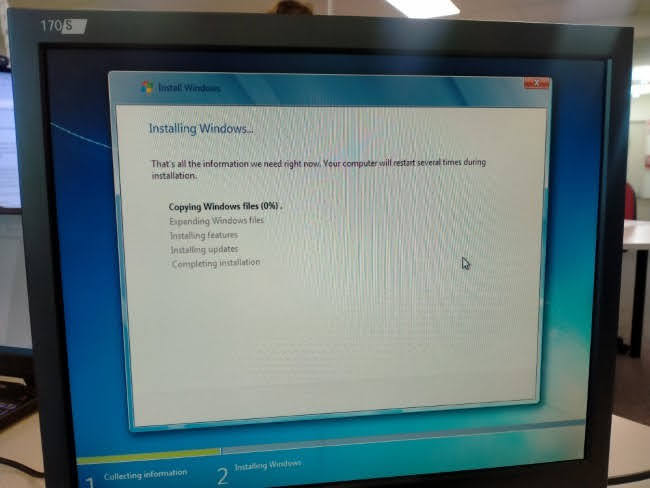 170 S
Install Windows
Installing Windows...
That's all the information we need right now. Your computer will restart several times during
installation.
Copying Windows files (0%) .
Expanding Windows files
Installing features
Installing updates
Completing installation
1 Collecting information
2 Installing Windows